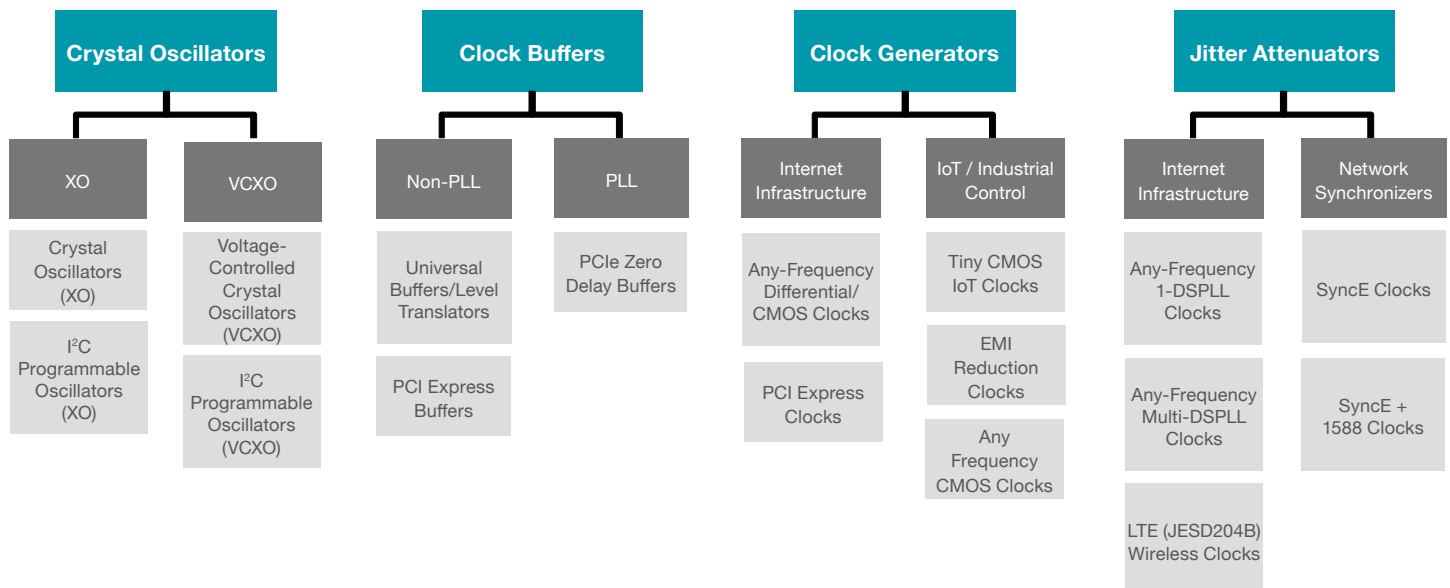 Crystal Oscillators
XO
Crystal
Oscillators
(XO)
I²C
Programmable
Oscillators
(XO)
VCXO
Voltage-
Controlled
Crystal
Oscillators
(VCXO)
I²C
Programmable
Oscillators
(VCXO)
Clock Buffers
Non-PLL
Universal
Buffers/Level
Translators
PCI Express
Buffers
PLL
PCIe Zero
Delay Buffers
Clock Generators
Internet
Infrastructure
Any-Frequency
Differential/
CMOS Clocks
PCI Express
Clocks
IoT / Industrial
Control
Tiny CMOS
IoT Clocks
EMI
Reduction
Clocks
Any
Frequency
CMOS Clocks
Jitter Attenuators
Internet
Infrastructure
Any-Frequency
1-DSPLL
Clocks
Any-Frequency
Multi-DSPLL
Clocks
LTE (JESD204B)
Wireless Clocks
Network
Synchronizers
SyncE Clocks
SyncE +
1588 Clocks